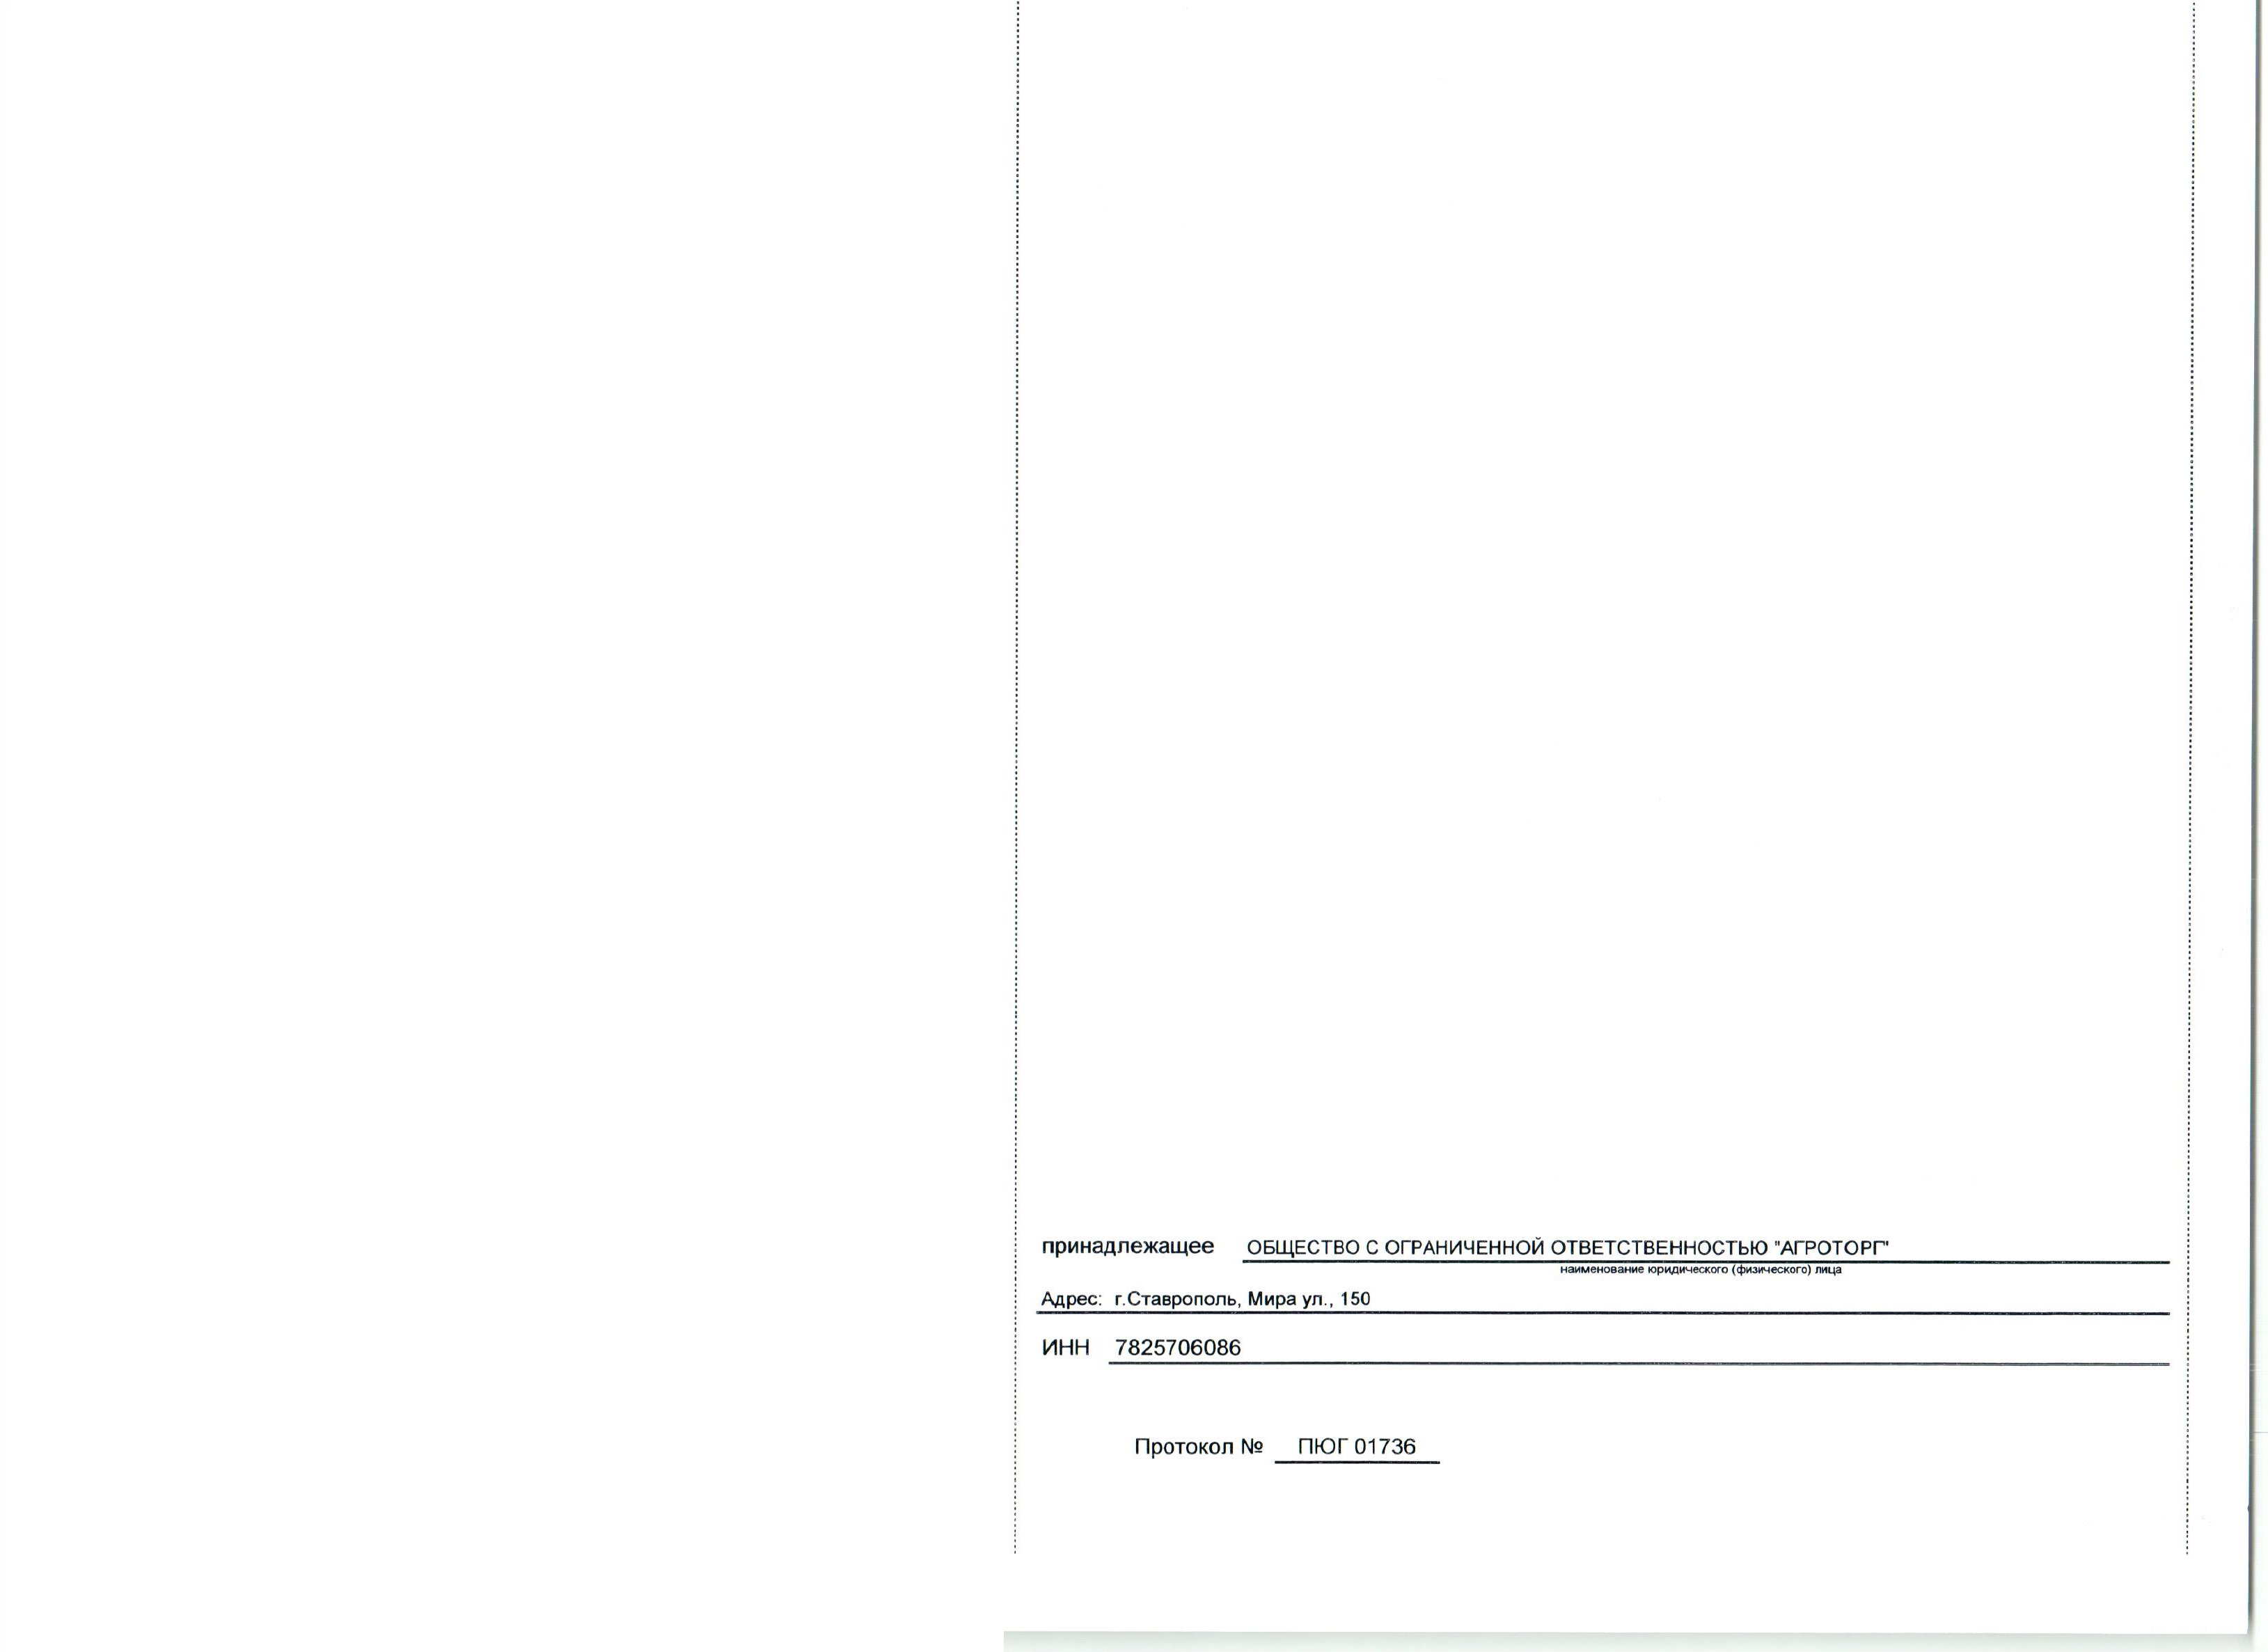 принадлежащее ОБЩЕСТВО С ОГРАНИЧЕННОЙ ОТВЕТСТВЕННОСТЬЮ "АГРОТОРГ"
наименование юридического (физического) лица
Адрес: г.Ставрополь, Мира ул., 150
ИНН 7825706086
Протокол № ПЮГ 01736